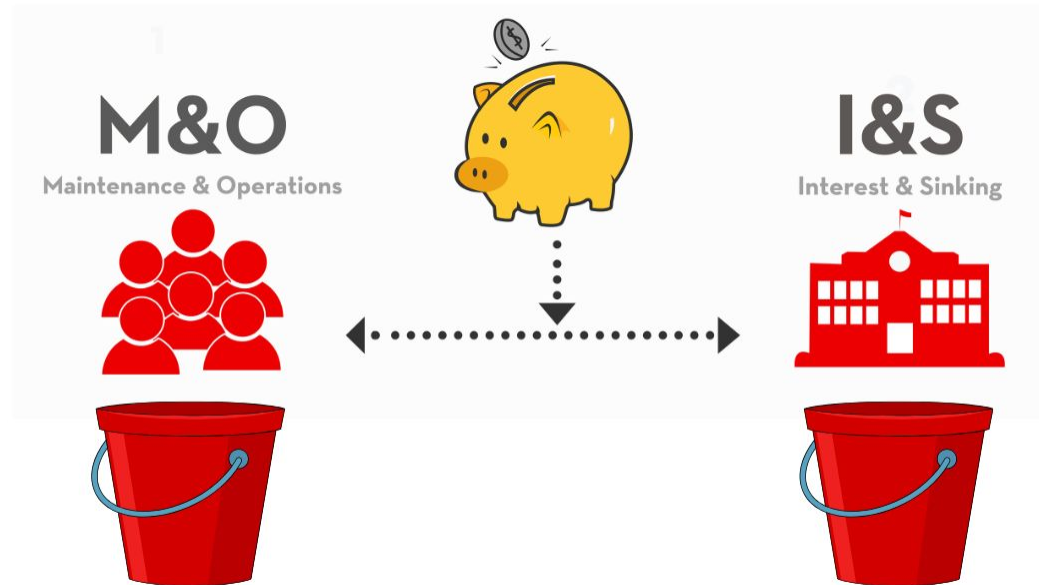 M&O
Maintenance & Operations
$
I&S
Interest & Sinking